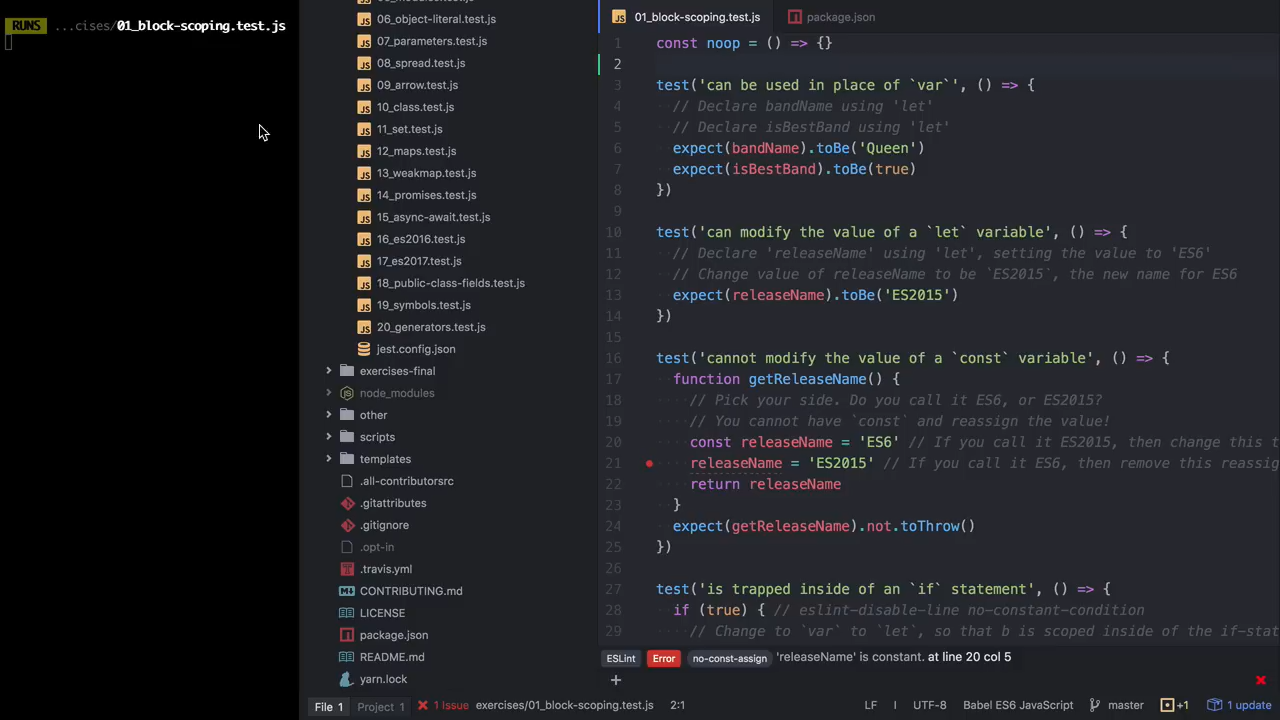 RUNS ...cises/01_block-scoping.test.js
06_object-literal.test.js
07_parameters.test.js
08_spread.test.js
09_arrow.test.js
10_class.test.js
11_set.test.js
12_maps.test.js
13_weakmap.test.js
14_promises.test.js
15_async-await.test.js
16_es2016.test.js
17_es2017.test.js
18_public-class-fields.test.js
19_symbols.test.js
20_generators.test.js
jest.config.json
exercises-final
node_modules
other
scripts
templates
.all-contributorsrc
.gitattributes
.gitignore
.opt-in
.travis.yml
CONTRIBUTING.md
LICENSE
package.json
README.md
yarn.lock
01_block-scoping.test.js package.json
1 const noop = () => {}
2
3 test('can be used in place of `var`', () => {
4 // Declare bandName using 'let'
5 // Declare isBestBand using 'let'
6 expect(bandName).toBe('Queen')
7 expect(isBestBand).toBe(true)
8 })
9
10 test('can modify the value of a `let` variable', () => {
11 // Declare 'releaseName' using 'let', setting the value to 'ES6'
12 // Change value of releaseName to be `ES2015`, the new name for ES6
13 expect(releaseName).toBe('ES2015')
14 })
15
16 test('cannot modify the value of a `const` variable', () => {
17 function getReleaseName() {
18 // Pick your side. Do you call it ES6, or ES2015?
19 // You cannot have `const` and reassign the value!
20 const releaseName = 'ES6' // If you call it ES2015, then change this t
21 releaseName = 'ES2015' // If you call it ES6, then remove this reassig
22 return releaseName
23 }
24 expect(getReleaseName).not.toThrow()
25 })
26
27 test('is trapped inside of an `if` statement', () => {
28 if (true) { // eslint-disable-line no-constant-condition
29 // Change to `var` to `let`, so that b is scoped inside of the if-stat
ESLint Error no-const-assign 'releaseName' is constant. at line 20 col 5
File 1 Project 1 1 Issue exercises/01_block-scoping.test.js 2:1 LF UTF-8 Babel ES6 JavaScript master +1 1 update